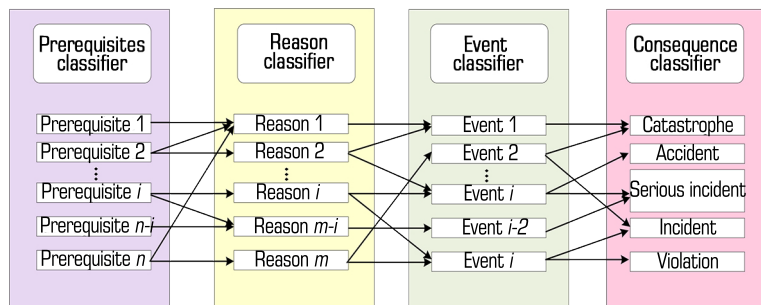 Prerequisites
classifier
Prerequisite 1
Prerequisite 2
Prerequisite i
Prerequisite n-i
Prerequisite n
Reason
classifier
Reason 1
Reason 2
Reason i
Reason m-i
Reason m
Event
classifier
Event 1
Event 2
Event i
Event i-2
Event i
Consequence
classifier
Catastrophe
Accident
Serious incident
Incident
Violation